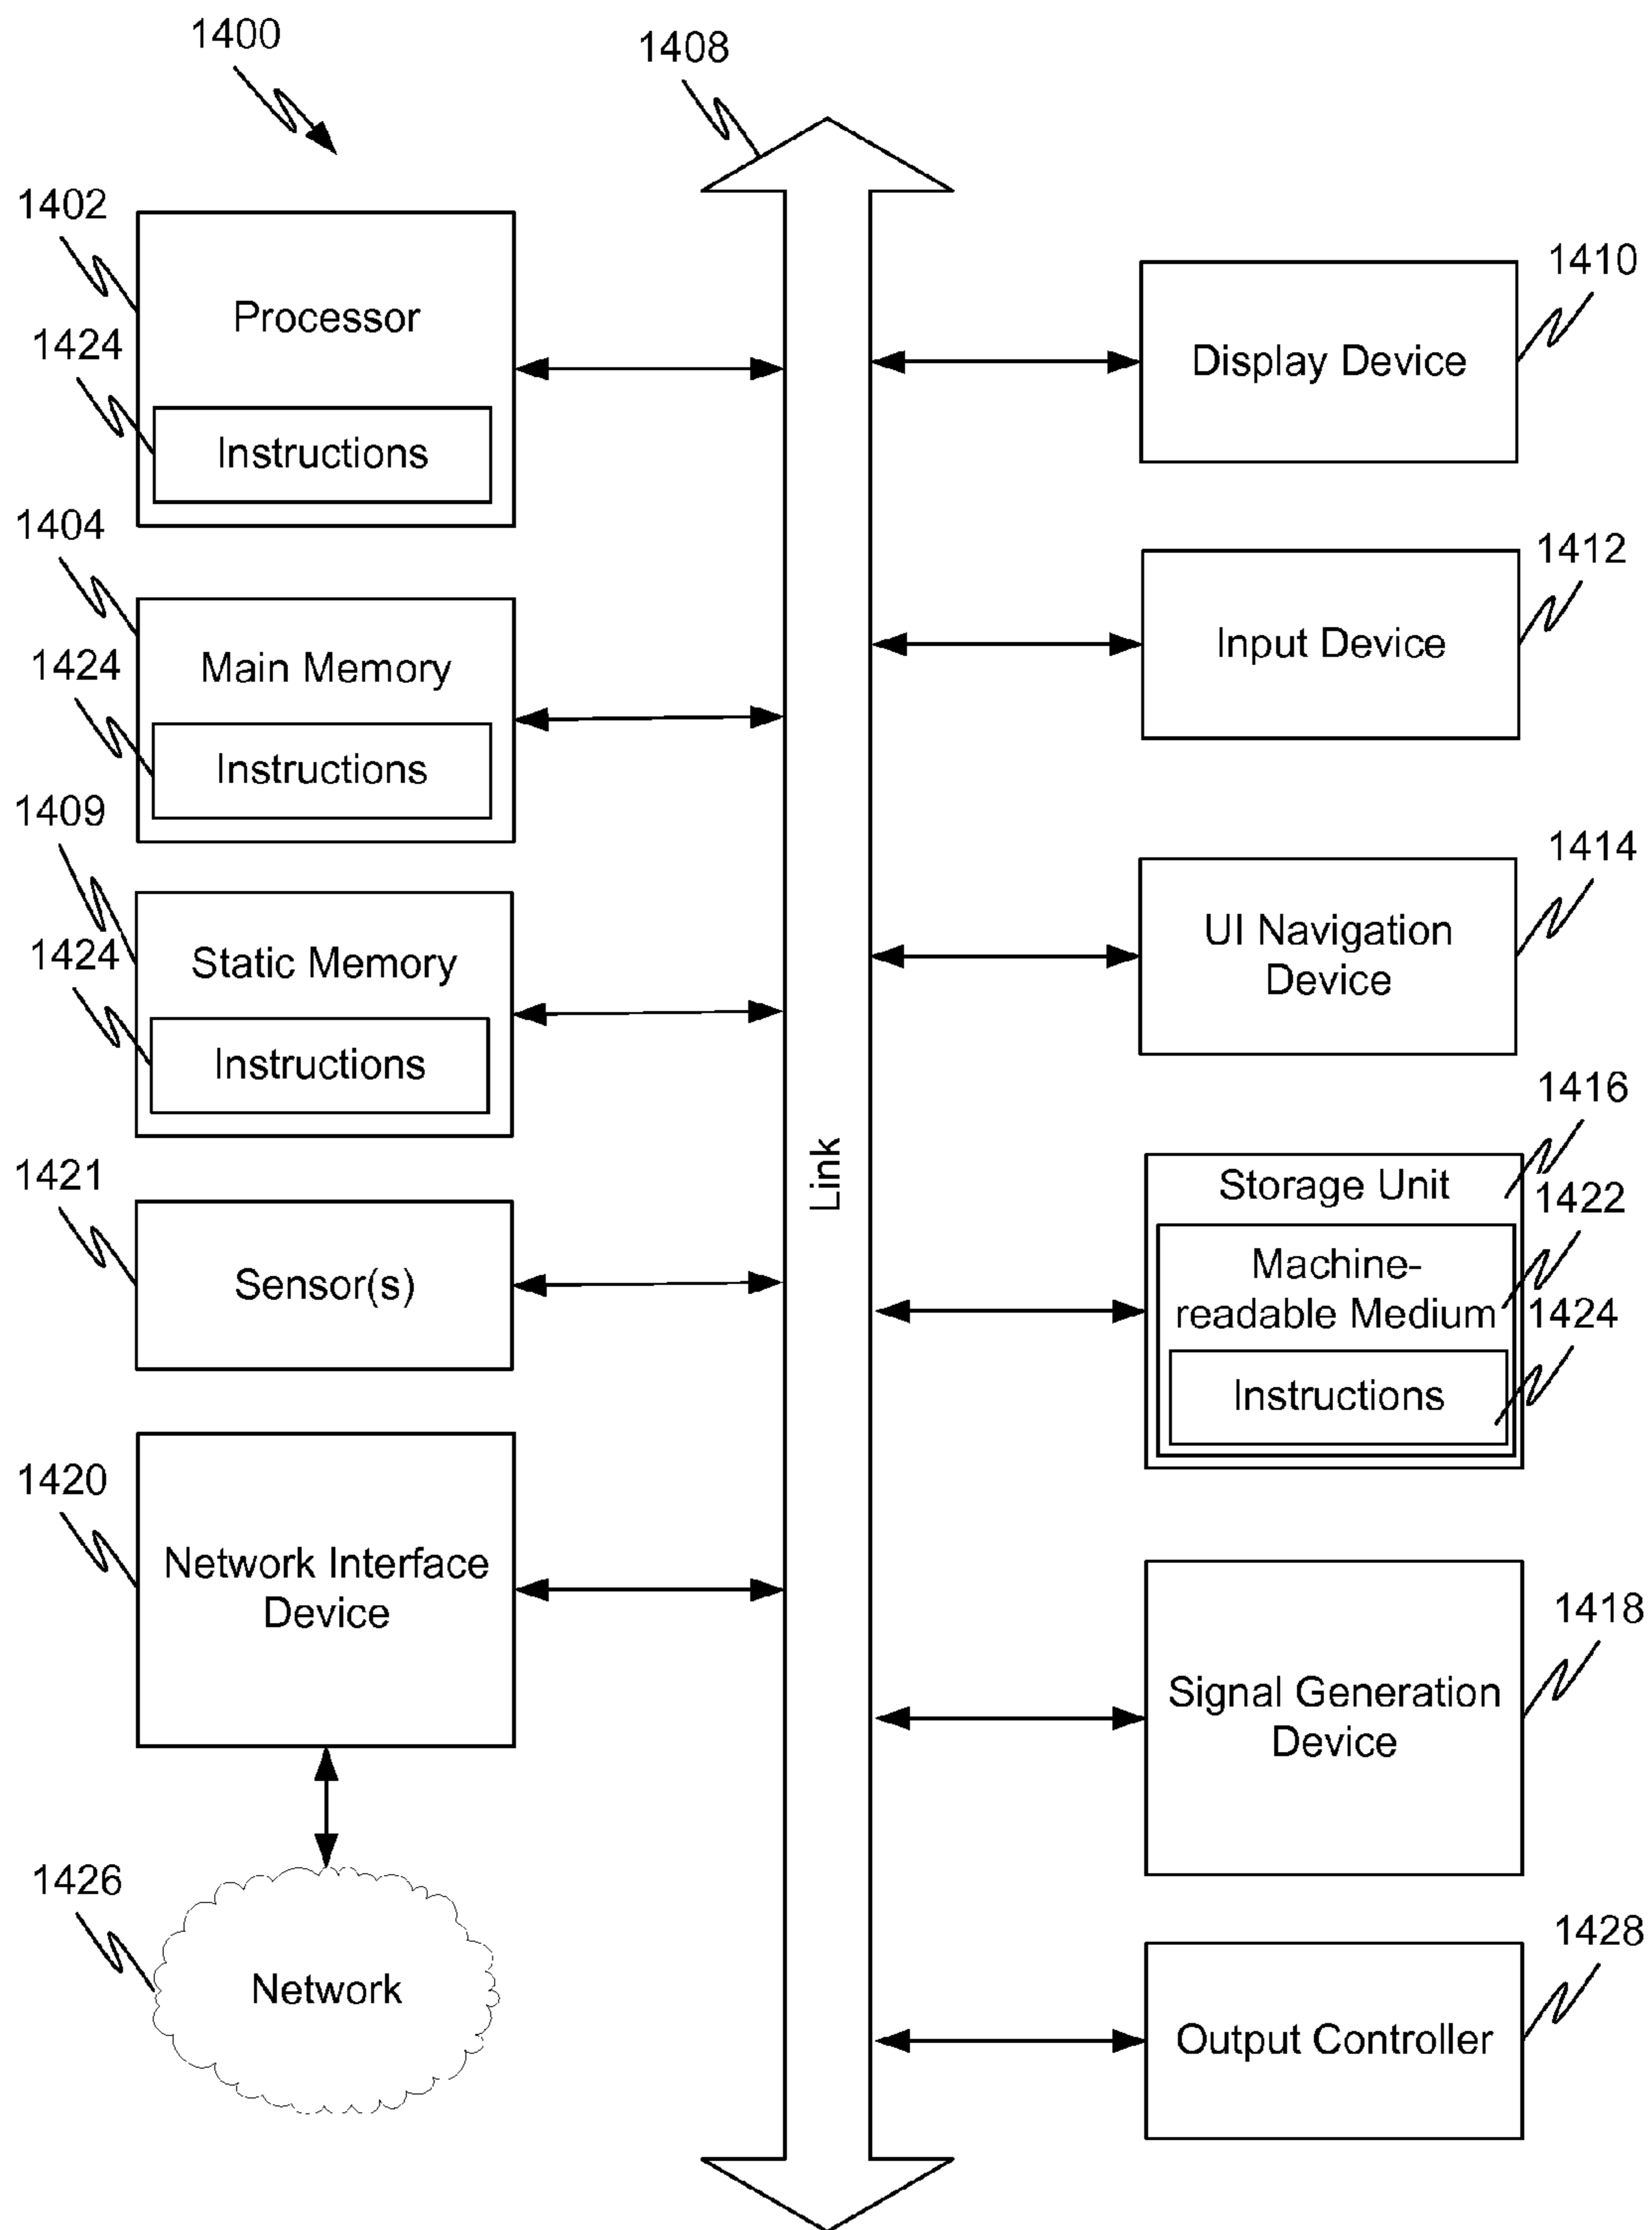 1400
1408
1402
Processor
1424
Instructions
1404
Main Memory
1424
Instructions
1409
Static Memory
1424
Instructions
1421
Sensor(s)
1420
Network Interface
Device
1426
Network
Link
1410
Display Device
1412
Input Device
1414
UI Navigation
Device
1416
Storage Unit
1422
Machine-
readable Medium
1424
Instructions
1418
Signal Generation
Device
1428
Output Controller